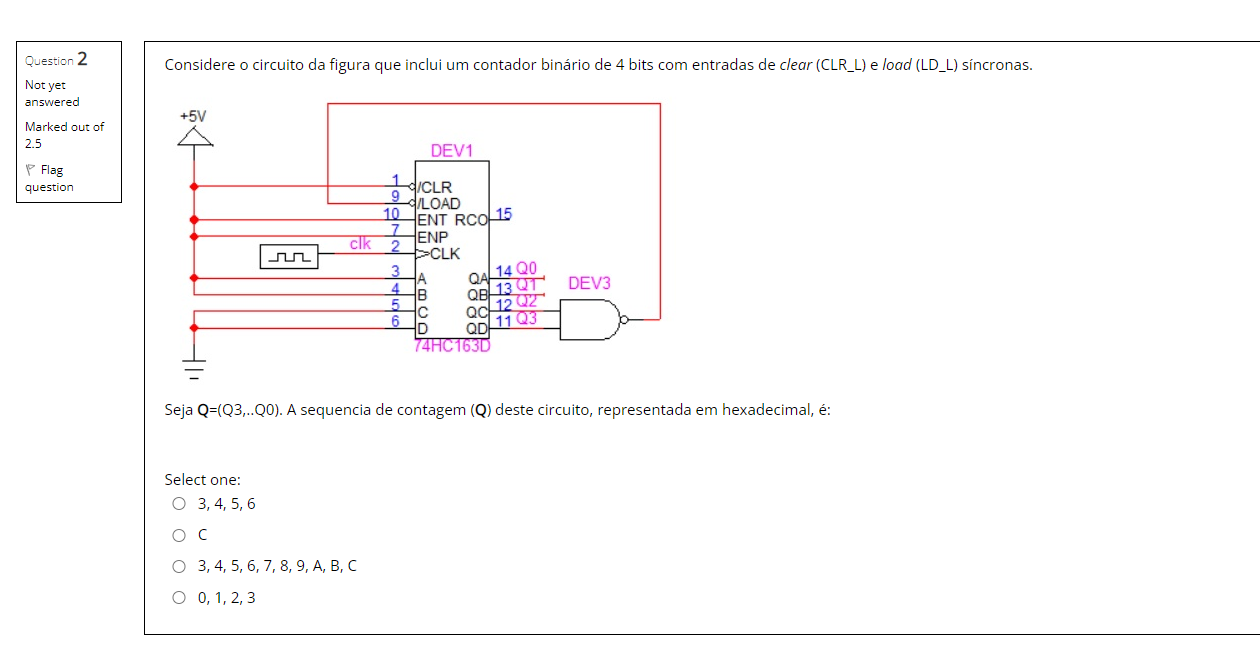 Question 2
Not yet
answered
Marked out of
2.5
Flag
question
Considere o circuito da figura que inclui um contador binário de 4 bits com entradas de clear (CLR_L) e load (LD_L) síncronas.
+5V
DEV1
1 /CLR
9 /LOAD
10 ENT RCO 15
7 ENP
clk 2 CLK
3 A QA 14 Q0
4 B QB 13 Q1 DEV3
5 C QC 12 Q2
6 D QD 11 Q3
74HC163D
Seja Q=(Q3,..Q0). A sequencia de contagem (Q) deste circuito, representada em hexadecimal, é:
Select one:
3, 4, 5, 6
C
3, 4, 5, 6, 7, 8, 9, A, B, C
0, 1, 2, 3